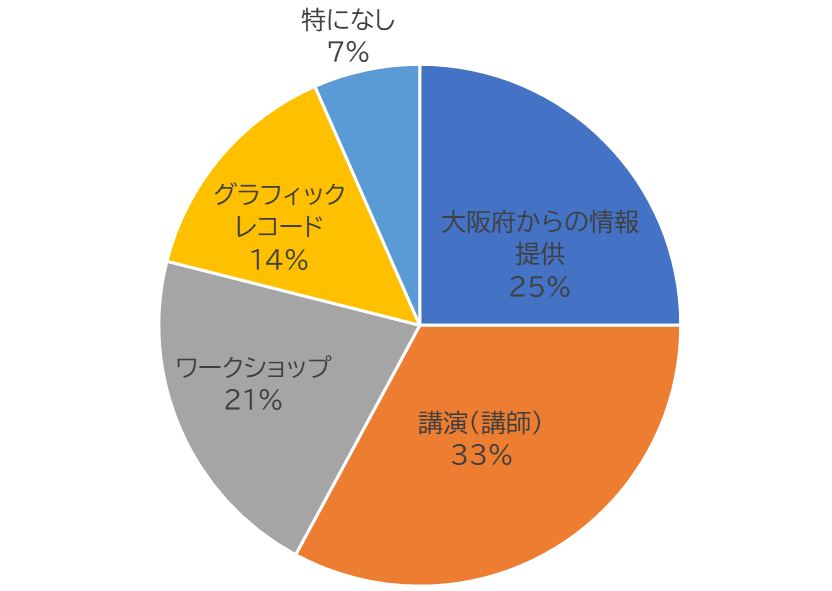 特になし
7%
大阪府からの情報
提供
25%
講演（講師）
33%
ワークショップ
21%
グラフィック
レコード
14%